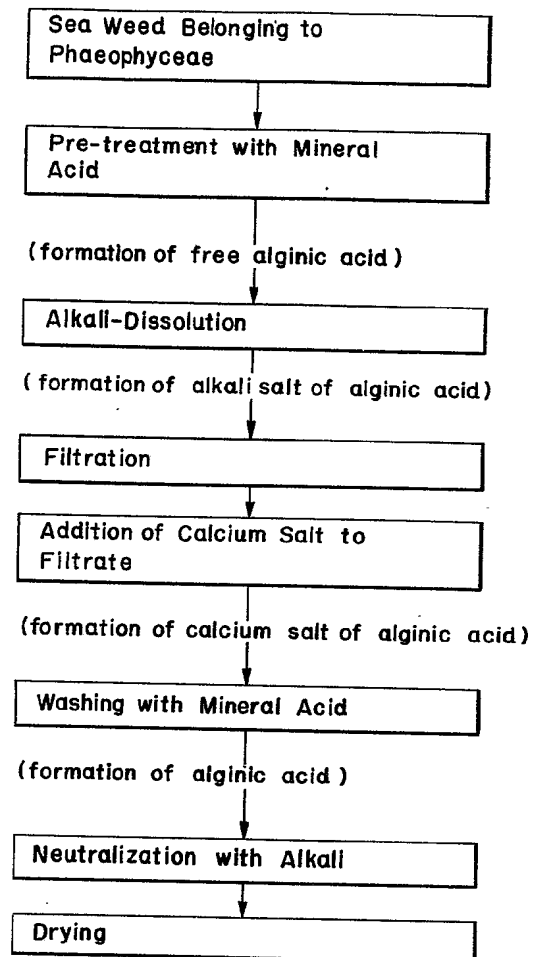 Sea Weed Belonging to
Phaeophyceae
Pre-treatment with Mineral
Acid
(formation of free alginic acid)
Alkali-Dissolution
(formation of alkali salt of alginic acid)
Filtration
Addition of Calcium Salt to
Filtrate
(formation of calcium salt of alginic acid)
Washing with Mineral Acid
(formation of alginic acid)
Neutralization with Alkali
Drying